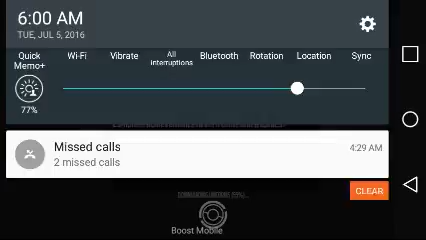 6:00 AM
TUE, JUL 5, 2016
Quick Memo+
Wi-Fi
Vibrate
All interruptions
Bluetooth
Rotation
Location
Sync
77%
Missed calls
4:29 AM
2 missed calls
CLEAR
Boost Mobile